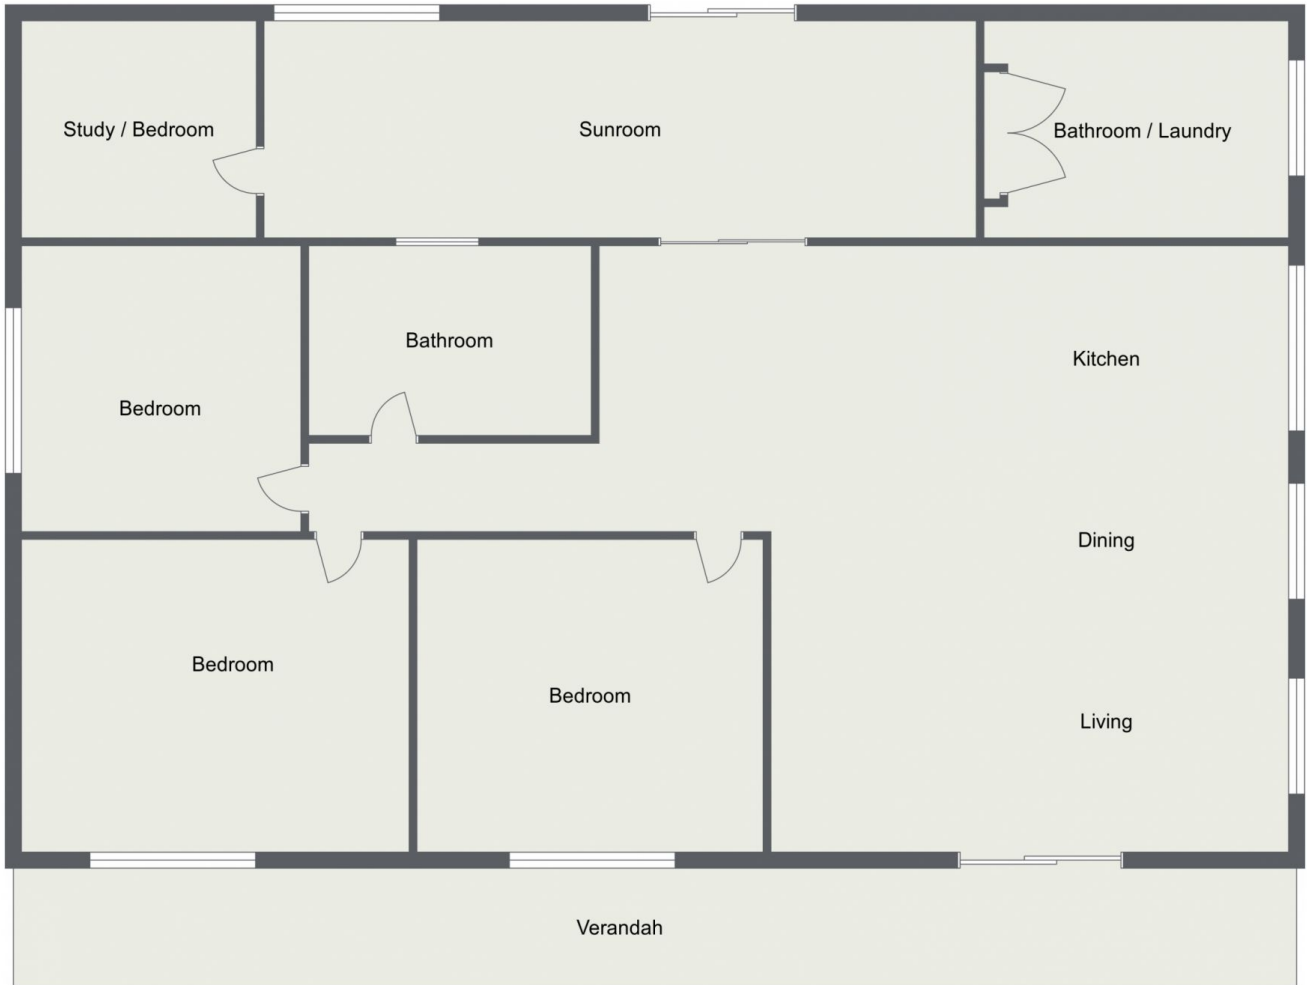 Study / Bedroom
Sunroom
Bathroom / Laundry
Bathroom
Kitchen
Bedroom
Dining
Bedroom
Bedroom
Living
Verandah